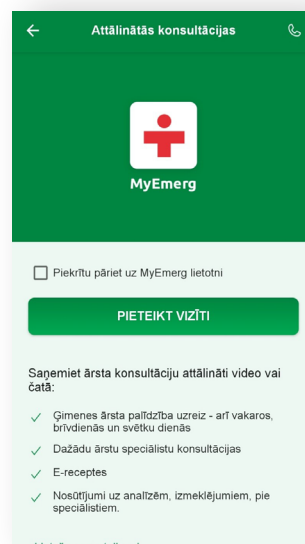 Attālinātās konsultācijas
MyEmerg
Piekrītu pāriet uz MyEmerg lietotni
PIETEIKT VIZĪTI
Saņemiet ārsta konsultāciju attālināti video vai
čatā:
Ģimenes ārsta palīdzība uzreiz - arī vakaros,
brīvdienās un svētku dienās
Dažādu ārstu speciālistu konsultācijas
E-receptes
Nosūtījumi uz analīzēm, izmeklējumiem, pie
speciālistiem.